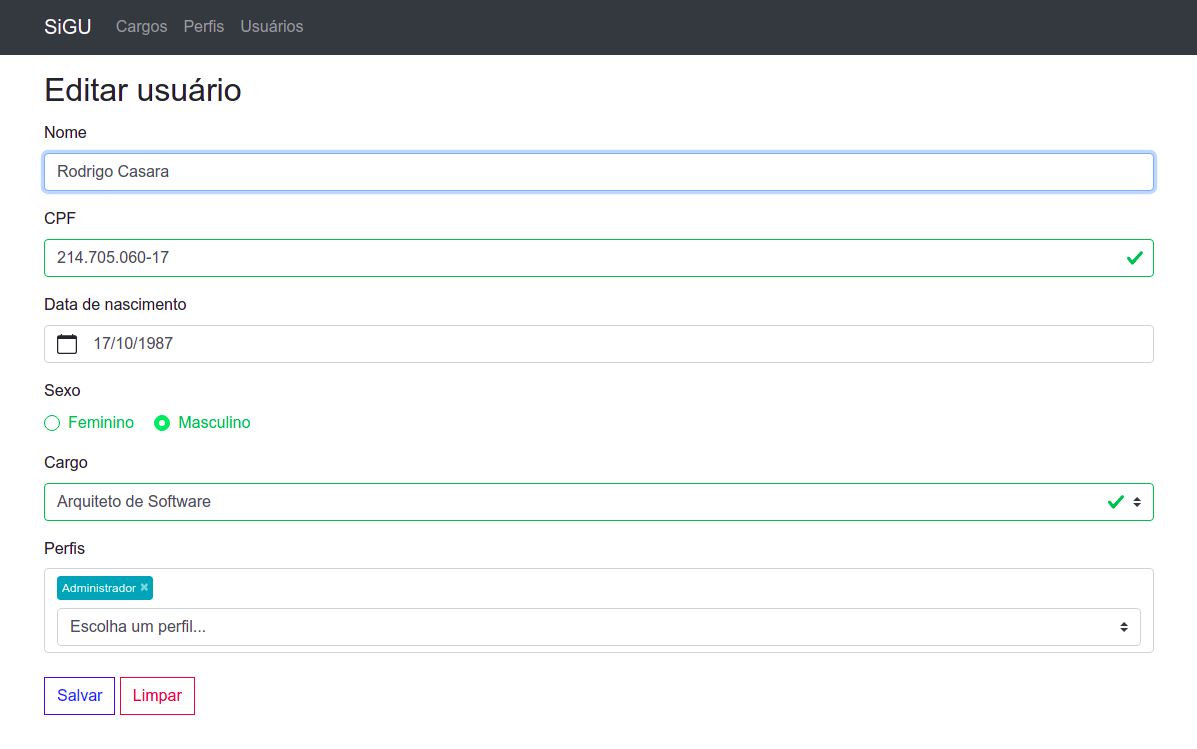 SiGU Cargos Perfis Usuários
Editar usuário
Nome
Rodrigo Casara
CPF
214.705.060-17
Data de nascimento
17/10/1987
Sexo
Feminino Masculino
Cargo
Arquiteto de Software
Perfis
Administrador ×
Escolha um perfil...
Salvar Limpar